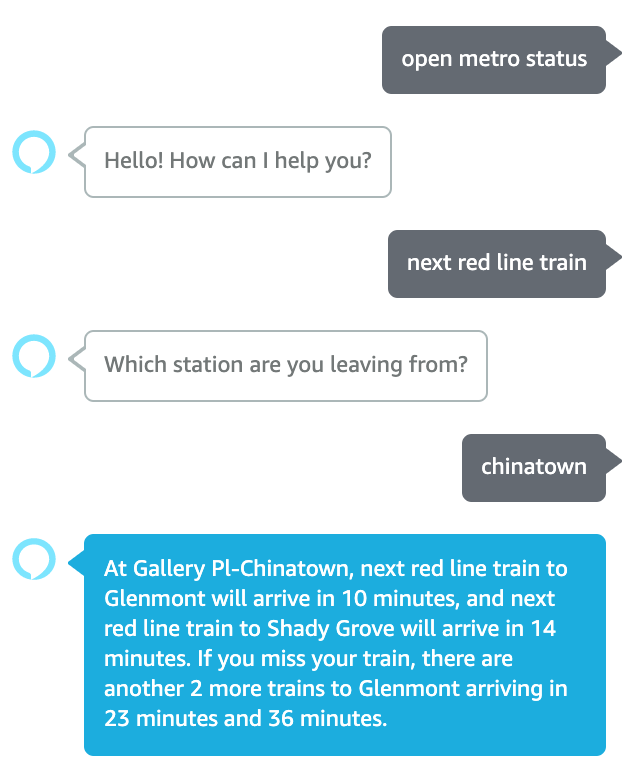 open metro status
Hello! How can I help you?
next red line train
Which station are you leaving from?
chinatown
At Gallery Pl-Chinatown, next red line train to
Glenmont will arrive in 10 minutes, and next
red line train to Shady Grove will arrive in 14
minutes. If you miss your train, there are
another 2 more trains to Glenmont arriving in
23 minutes and 36 minutes.